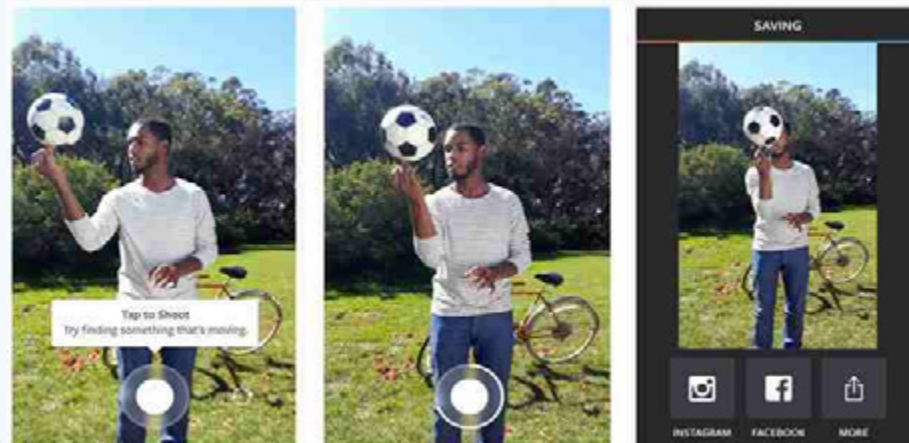 Tap to Shoot
Try finding something that's moving.
SAVING
INSTAGRAM
FACEBOOK
MORE